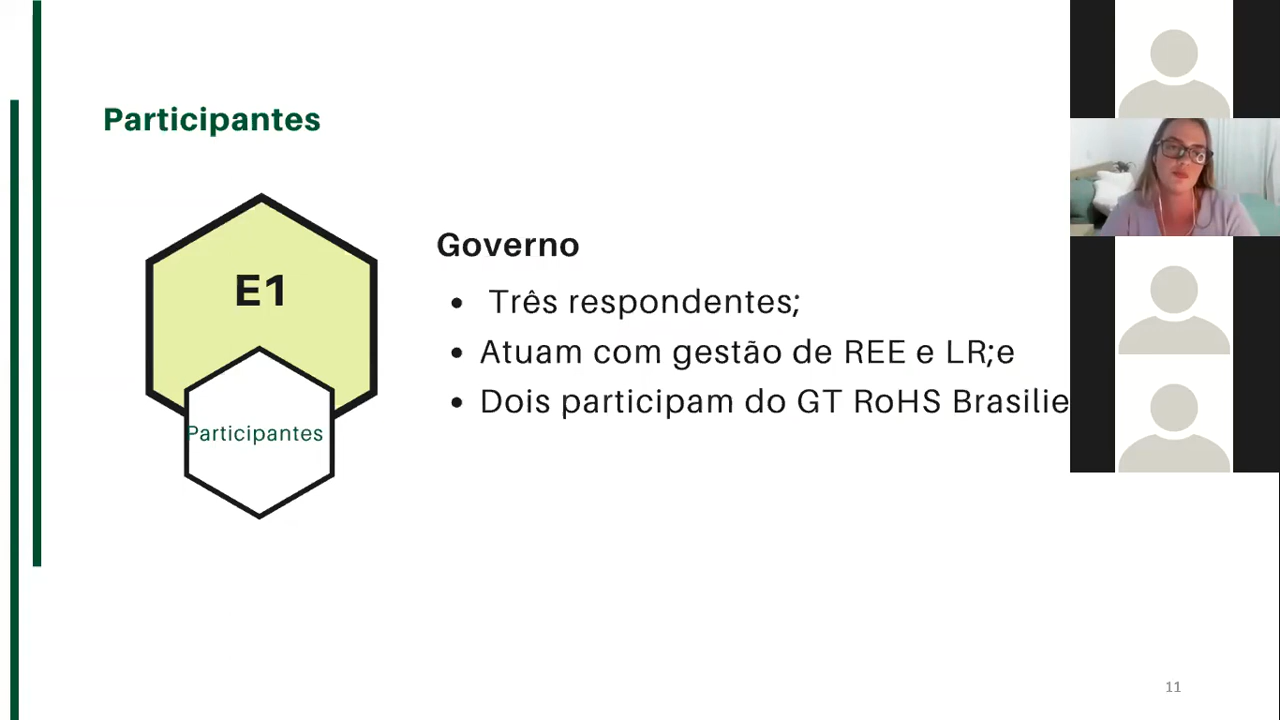 Participantes
E1
Participantes
Governo
Três respondentes;
Atuam com gestão de REE e LR;e
Dois participam do GT RoHS Brasilie
11